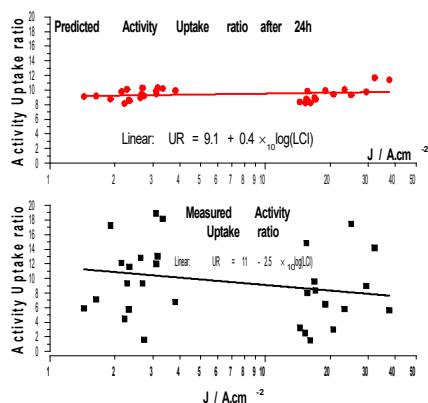 Predicted Activity Uptake ratio after 24h
Activity Uptake ratio
20
18
16
14
12
10
8
6
4
2
0
Linear: UR = 9.1 + 0.4 ×10log(LCI)
J / A.cm -2
1 2 3 4 5 6 7 8 9 10 20 30 40 50
Measured Activity
Uptake ratio
Activity Uptake ratio
20
18
16
14
12
10
8
6
4
2
0
Linear: UR = 11 - 2.5 ×10log(LCI)
1 2 3 4 5 6 7 8 9 10 20 30 40 50
J / A.cm -2